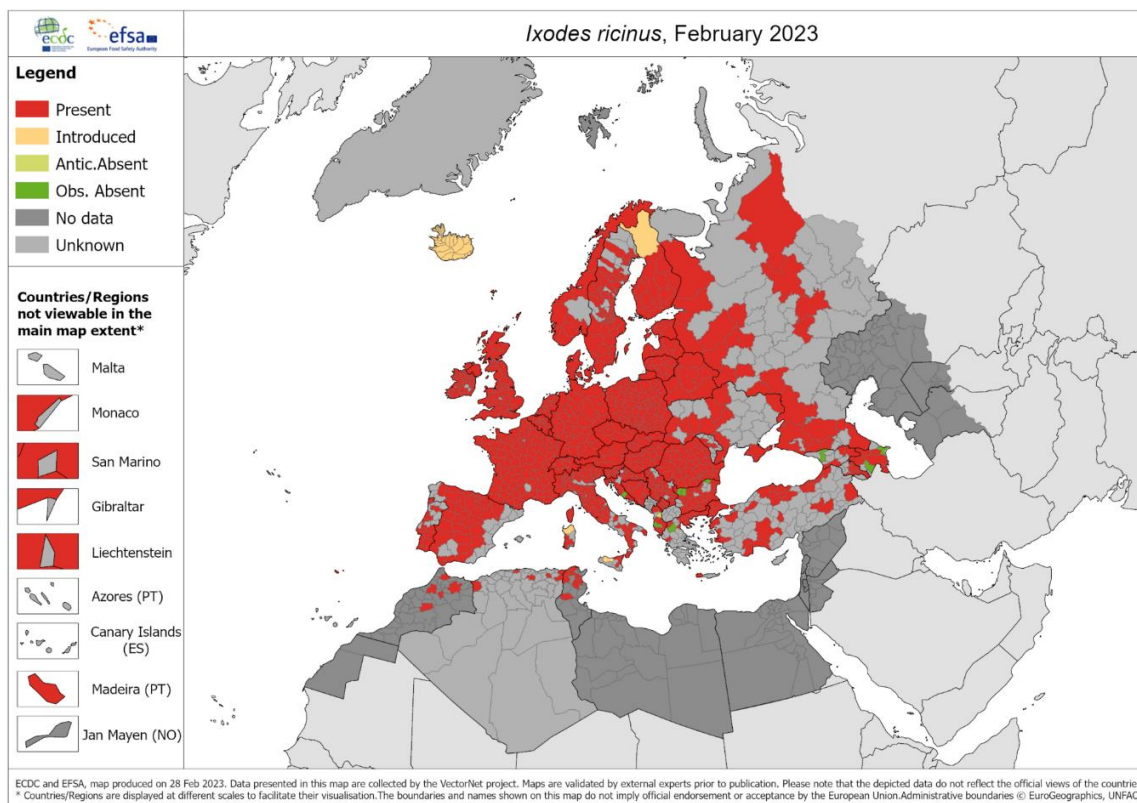 ecdc
efsa
European Food Safety Authority
Ixodes ricinus, February 2023
Legend
Present
Introduced
Antic.Absent
Obs. Absent
No data
Unknown
Countries/Regions
not viewable in the
main map extent*
Malta
Monaco
San Marino
Gibraltar
Liechtenstein
Azores (PT)
Canary Islands
(ES)
Madeira (PT)
Jan Mayen (NO)
ECDC and EFSA, map produced on 28 Feb 2023. Data presented in this map are collected by the VectorNet project. Maps are validated by external experts prior to publication. Please note that the depicted data do not reflect the official views of the countrie
* Countries/Regions are displayed at different scales to facilitate their visualisation.The boundaries and names shown on this map do not imply official endorsement or acceptance by the European Union.Administrative boundaries © EuroGeographics, UNFAO